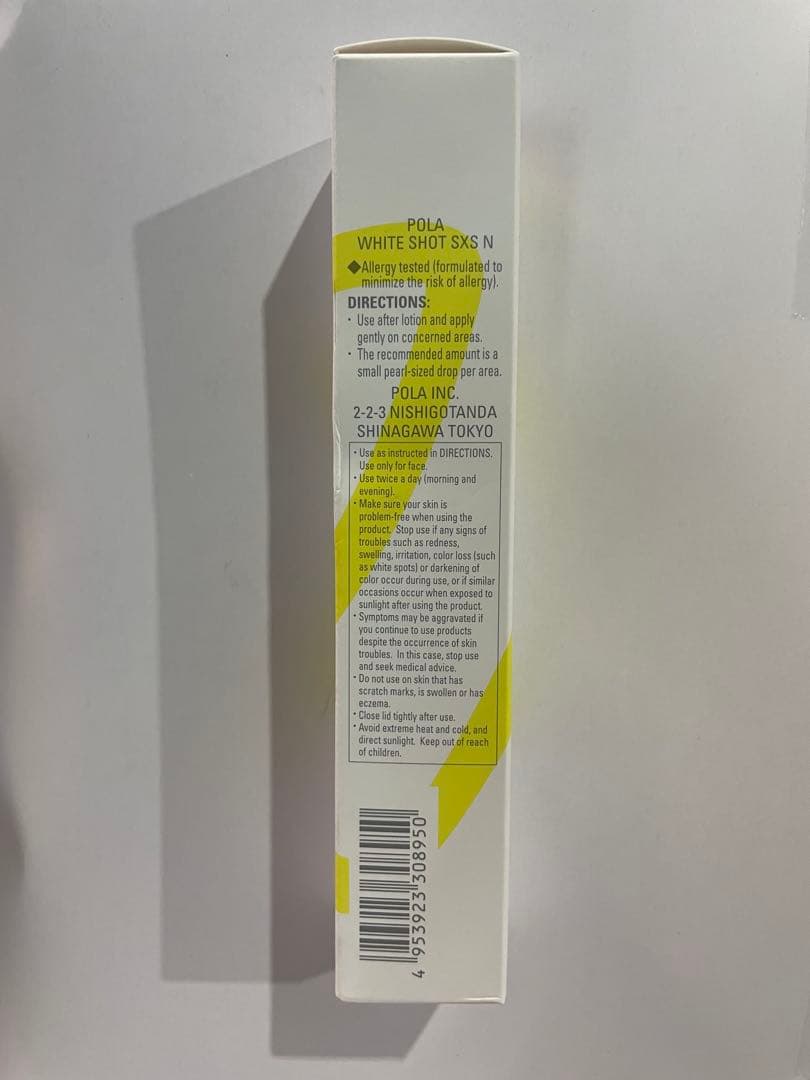 POLA
WHITE SHOT SXS N
◆Allergy tested (formulated to
minimize the risk of allergy).
DIRECTIONS:
・Use after lotion and apply
gently on concerned areas.
・The recommended amount is a
small pearl-sized drop per area.
POLA INC.
2-2-3 NISHIGOTANDA
SHINAGAWA TOKYO
・Use as instructed in DIRECTIONS.
Use only for face.
・Use twice a day (morning and
evening).
・Make sure your skin is
problem-free when using the
product. Stop use if any signs of
troubles such as redness,
swelling, irritation, color loss (such
as white spots) or darkening of
color occur during use, or if similar
occasions occur when exposed to
sunlight after using the product.
・Symptoms may be aggravated if
you continue to use products
despite the occurrence of skin
troubles. In this case, stop use
and seek medical advice.
・Do not use on skin that has
scratch marks, is swollen or has
eczema.
・Close lid tightly after use.
・Avoid extreme heat and cold, and
direct sunlight. Keep out of reach
of children.
4 953923 308950